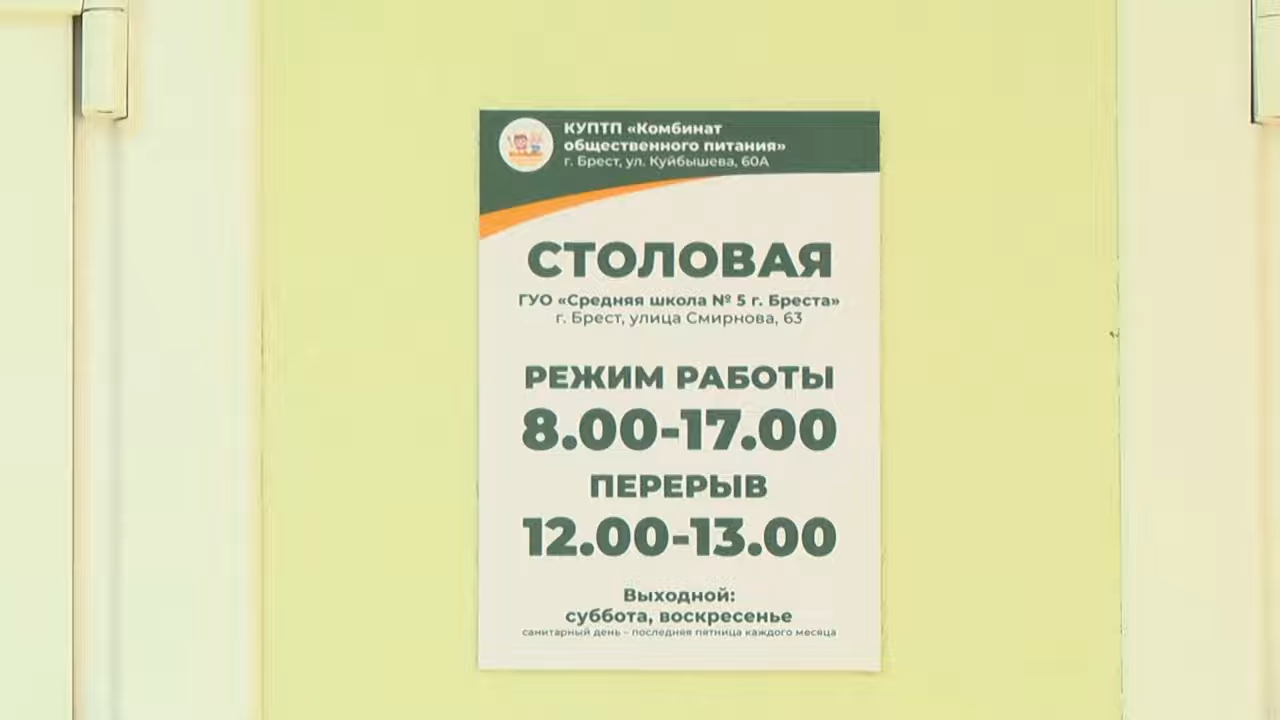 КУПТП «Комбинат
общественного питания»
г. Брест, ул. Куйбышева, 60А
СТОЛОВАЯ
ГУО «Средняя школа № 5 г. Бреста»
г. Брест, улица Смирнова, 63
РЕЖИМ РАБОТЫ
8.00-17.00
ПЕРЕРЫВ
12.00-13.00
Выходной:
суббота, воскресенье
санитарный день – последняя пятница каждого месяца